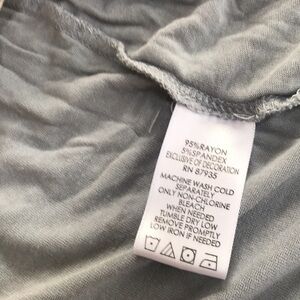 95%RAYON
5%SPANDEX
EXCLUSIVE OF DECORATION
RN 87935
MACHINE WASH COLD
SEPARATELY
ONLY NON-CHLORINE
BLEACH
WHEN NEEDED
TUMBLE DRY LOW
REMOVE PROMPTLY
LOW IRON IF NEEDED